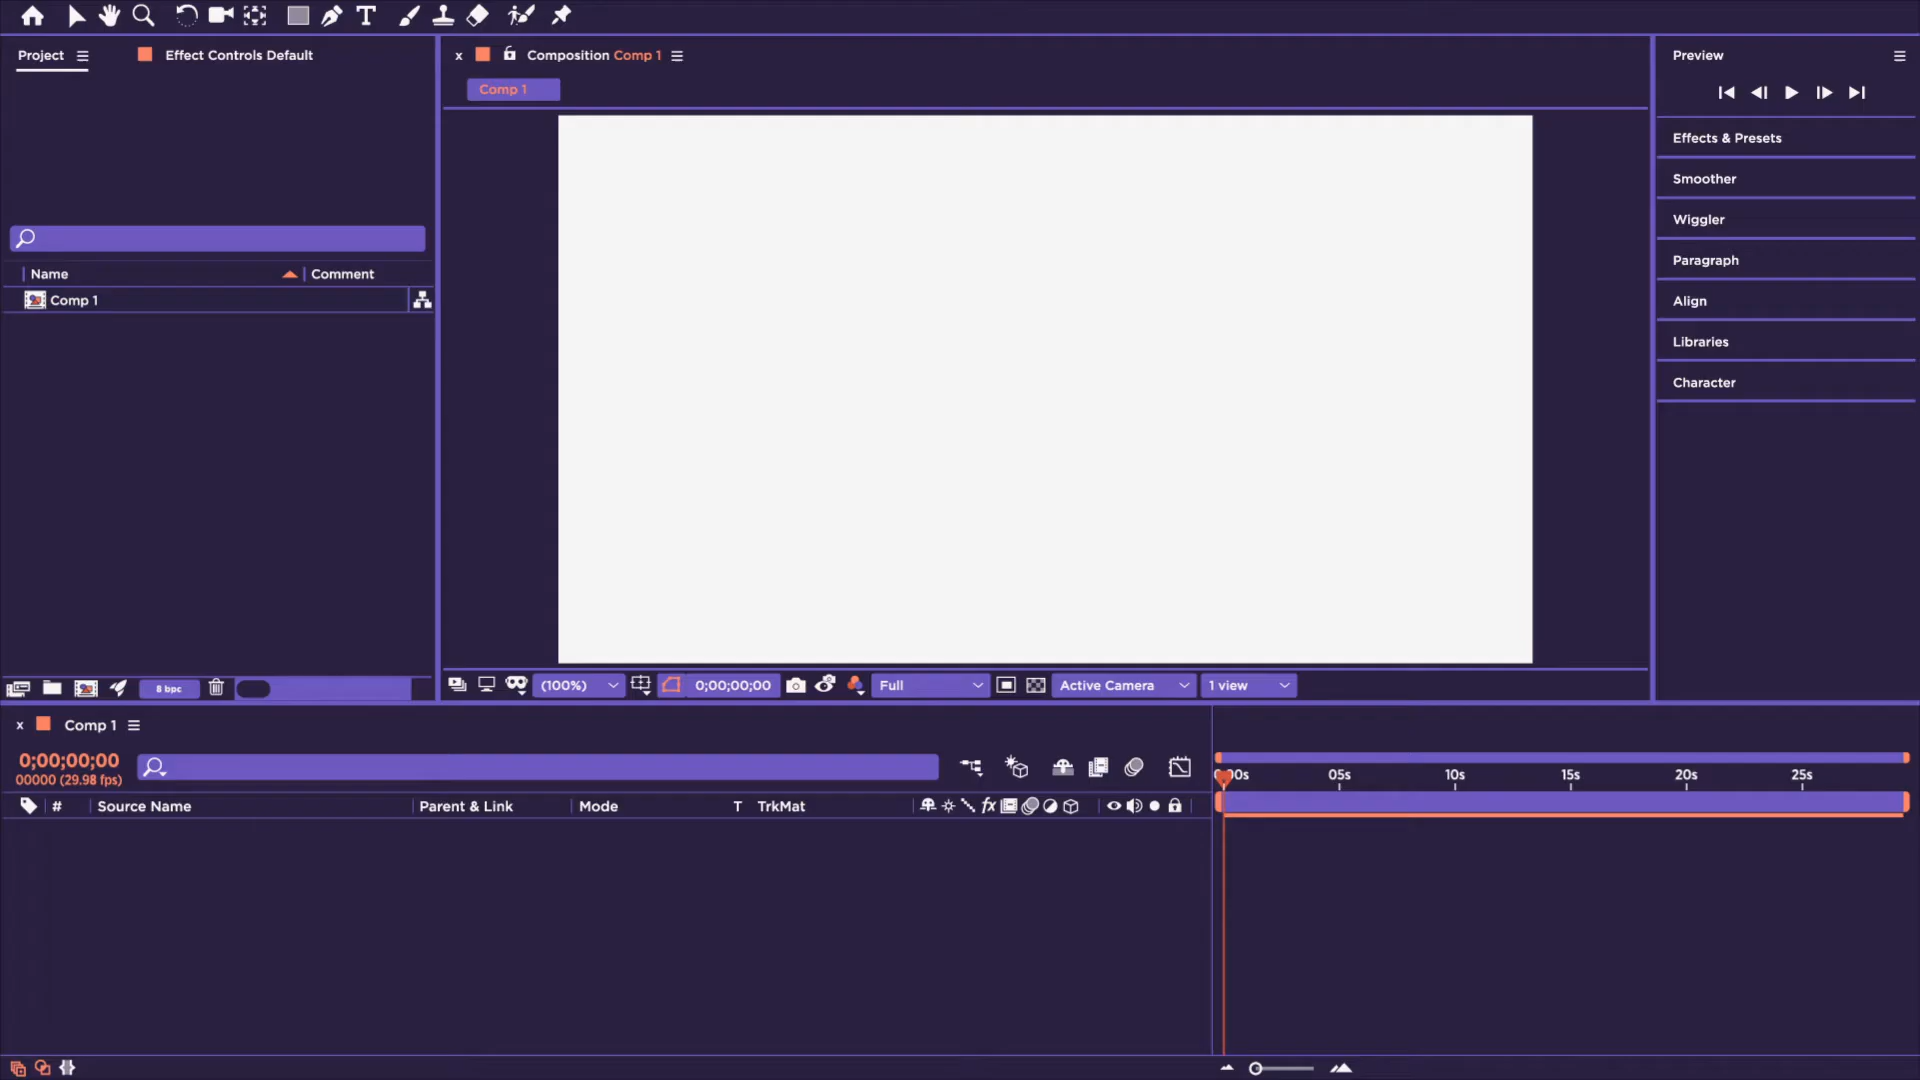 Project
Effect Controls Default
x
Composition Comp 1
Preview
Comp 1
Effects & Presets
Smoother
Wiggler
Paragraph
Align
Libraries
Character
Name
Comment
Comp 1
8 bpc
(100%)
0;00;00;00
Full
Active Camera
1 view
x
Comp 1
0;00;00;00
00000 (29.98 fps)
#
Source Name
Parent & Link
Mode
T
TrkMat
fx
00s
05s
10s
15s
20s
25s